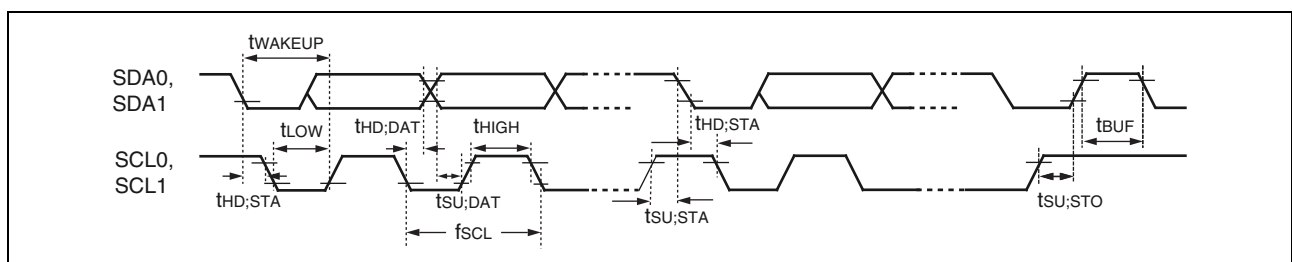 tWAKEUP
SDA0,
SDA1
tHD;DAT
tHIGH
tHD;STA
tBUF
tLOW
SCL0,
SCL1
tHD;STA
tSU;DAT
tSU;STA
tSU;STO
fSCL